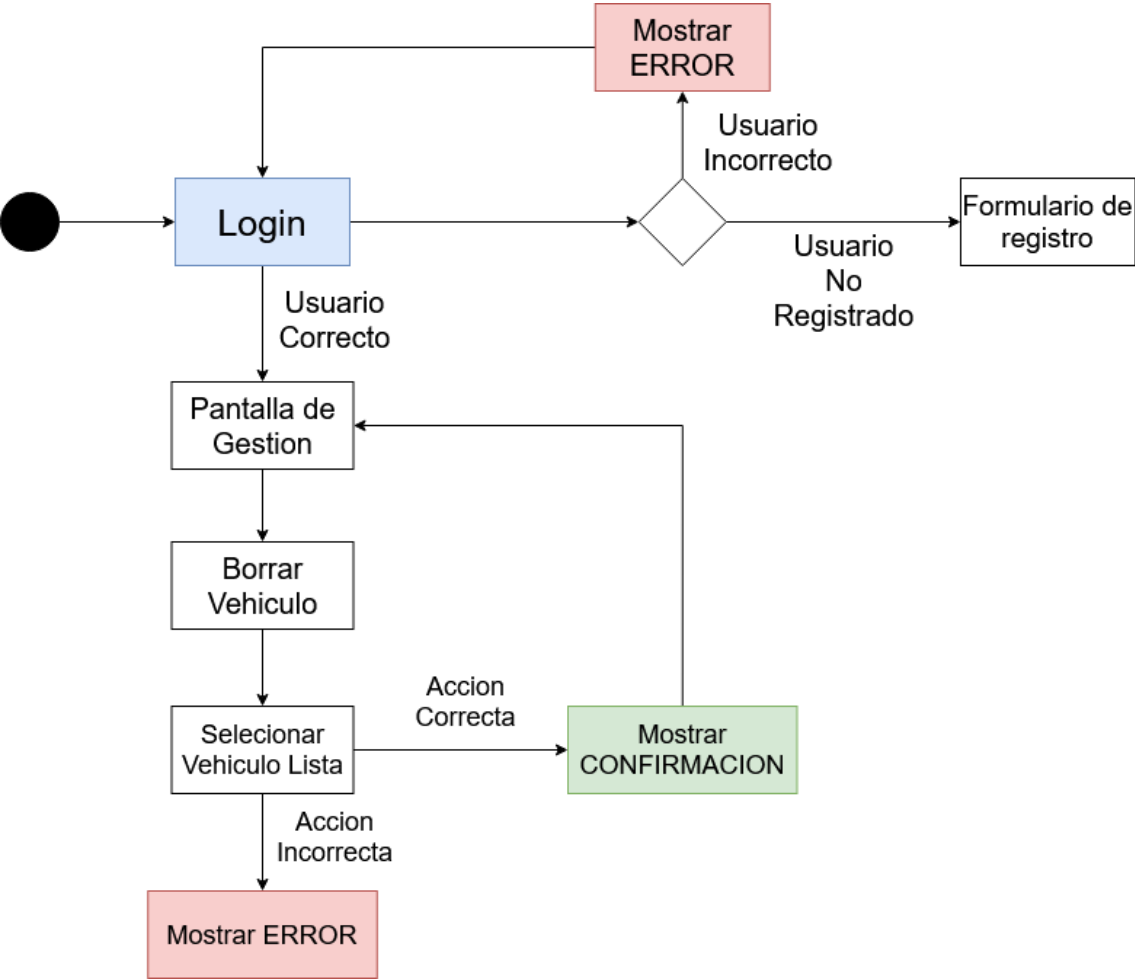 Mostrar
ERROR
Usuario
Incorrecto
Login
Formulario de
registro
Usuario
No
Registrado
Usuario
Correcto
Pantalla de
Gestion
Borrar
Vehiculo
Accion
Correcta
Selecionar
Vehiculo Lista
Mostrar
CONFIRMACION
Accion
Incorrecta
Mostrar ERROR